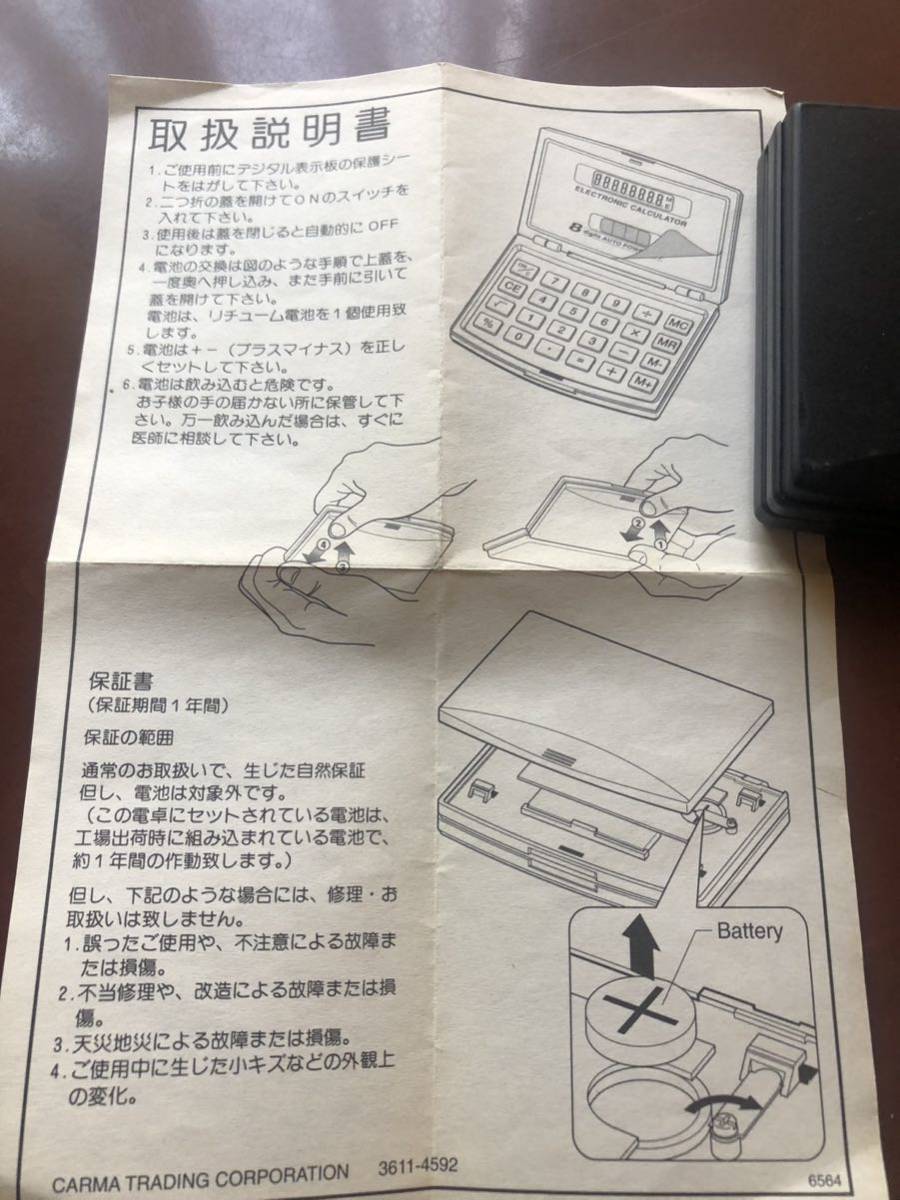 取扱説明書
1.ご使用前にデジタル表示板の保護シー
トをはがして下さい。
2.二つ折の蓋を開けてONのスイッチを
入れて下さい。
3.使用後は蓋を閉じると自動的にOFF
になります。
4.電池の交換は図のような手順で上蓋を、
一度奥へ押し込み、また手前に引いて
蓋を開けて下さい。
電池は、リチューム電池を1個使用致
します。
5.電池は+-(プラスマイナス)を正し
くセットして下さい。
6.電池は飲み込むと危険です。
お子様の手の届かない所に保管して下
さい。万一飲み込んだ場合は、すぐに
医師に相談して下さい。
ELECTRONIC CALCULATOR
8 digits AUTO POWER
7 8 9 ÷ MC
CE 4 5 6 × MR
√ 1 2 3 - M-
% 0 . = + M+
④ ③
② ①
保証書
(保証期間1年間)
保証の範囲
通常のお取扱いで、生じた自然保証
但し、電池は対象外です。
(この電卓にセットされている電池は、
工場出荷時に組み込まれている電池で、
約1年間の作動致します。)
但し、下記のような場合には、修理・お
取扱いは致しません。
1.誤ったご使用や、不注意による故障ま
たは損傷。
2.不当修理や、改造による故障または損
傷。
3.天災地災による故障または損傷。
4.ご使用中に生じた小キズなどの外観上
の変化。
Battery
CARMA TRADING CORPORATION 3611-4592
6564